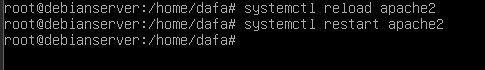 root@debianserver:/home/dafa# systemctl reload apache2
root@debianserver:/home/dafa# systemctl restart apache2
root@debianserver:/home/dafa#